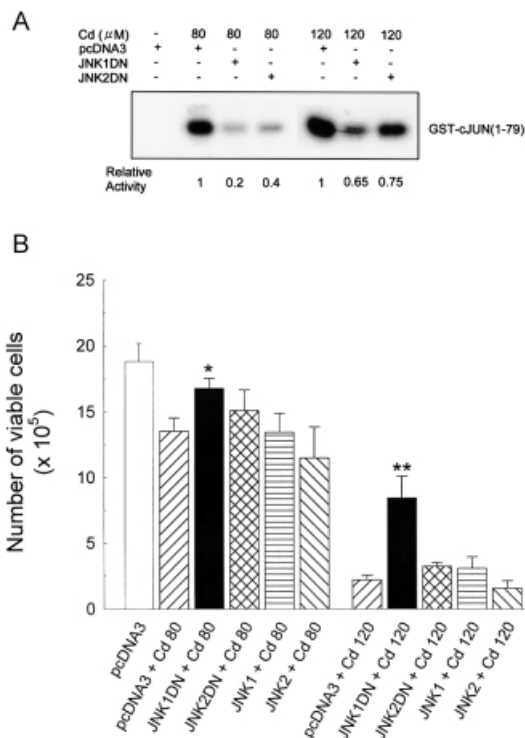 A
Cd (μM) - 80 80 80 120 120 120
pcDNA3 + + - - + - -
JNK1DN - - + - - + -
JNK2DN - - - + - - +
GST-cJUN(1-79)
Relative
Activity 1 0.2 0.4 1 0.65 0.75
B
Number of viable cells
(x 10⁵)
25
20
15
10
5
0
*
**
pcDNA3
pcDNA3 + Cd 80
JNK1DN + Cd 80
JNK2DN + Cd 80
JNK1 + Cd 80
JNK2 + Cd 80
pcDNA3 + Cd 120
JNK1DN + Cd 120
JNK2DN + Cd 120
JNK1 + Cd 120
JNK2 + Cd 120